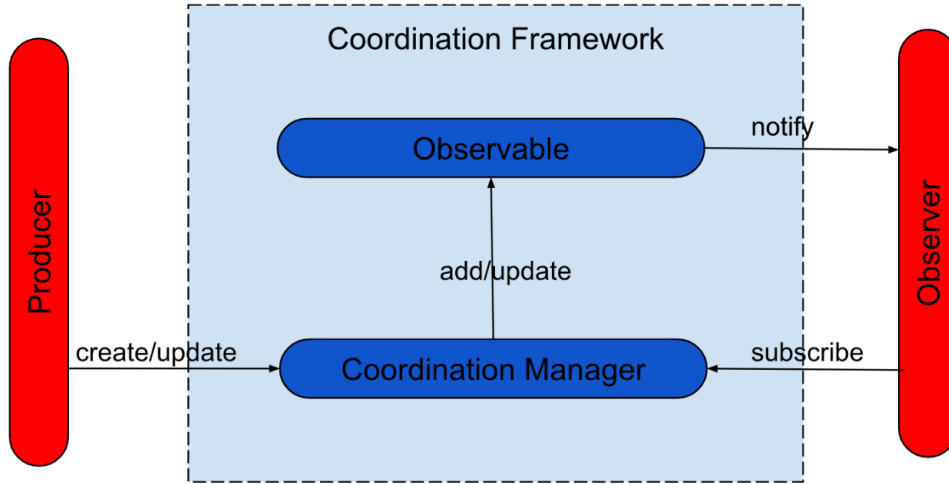 Coordination Framework
Producer
Observable
notify
Observer
add/update
create/update
Coordination Manager
subscribe